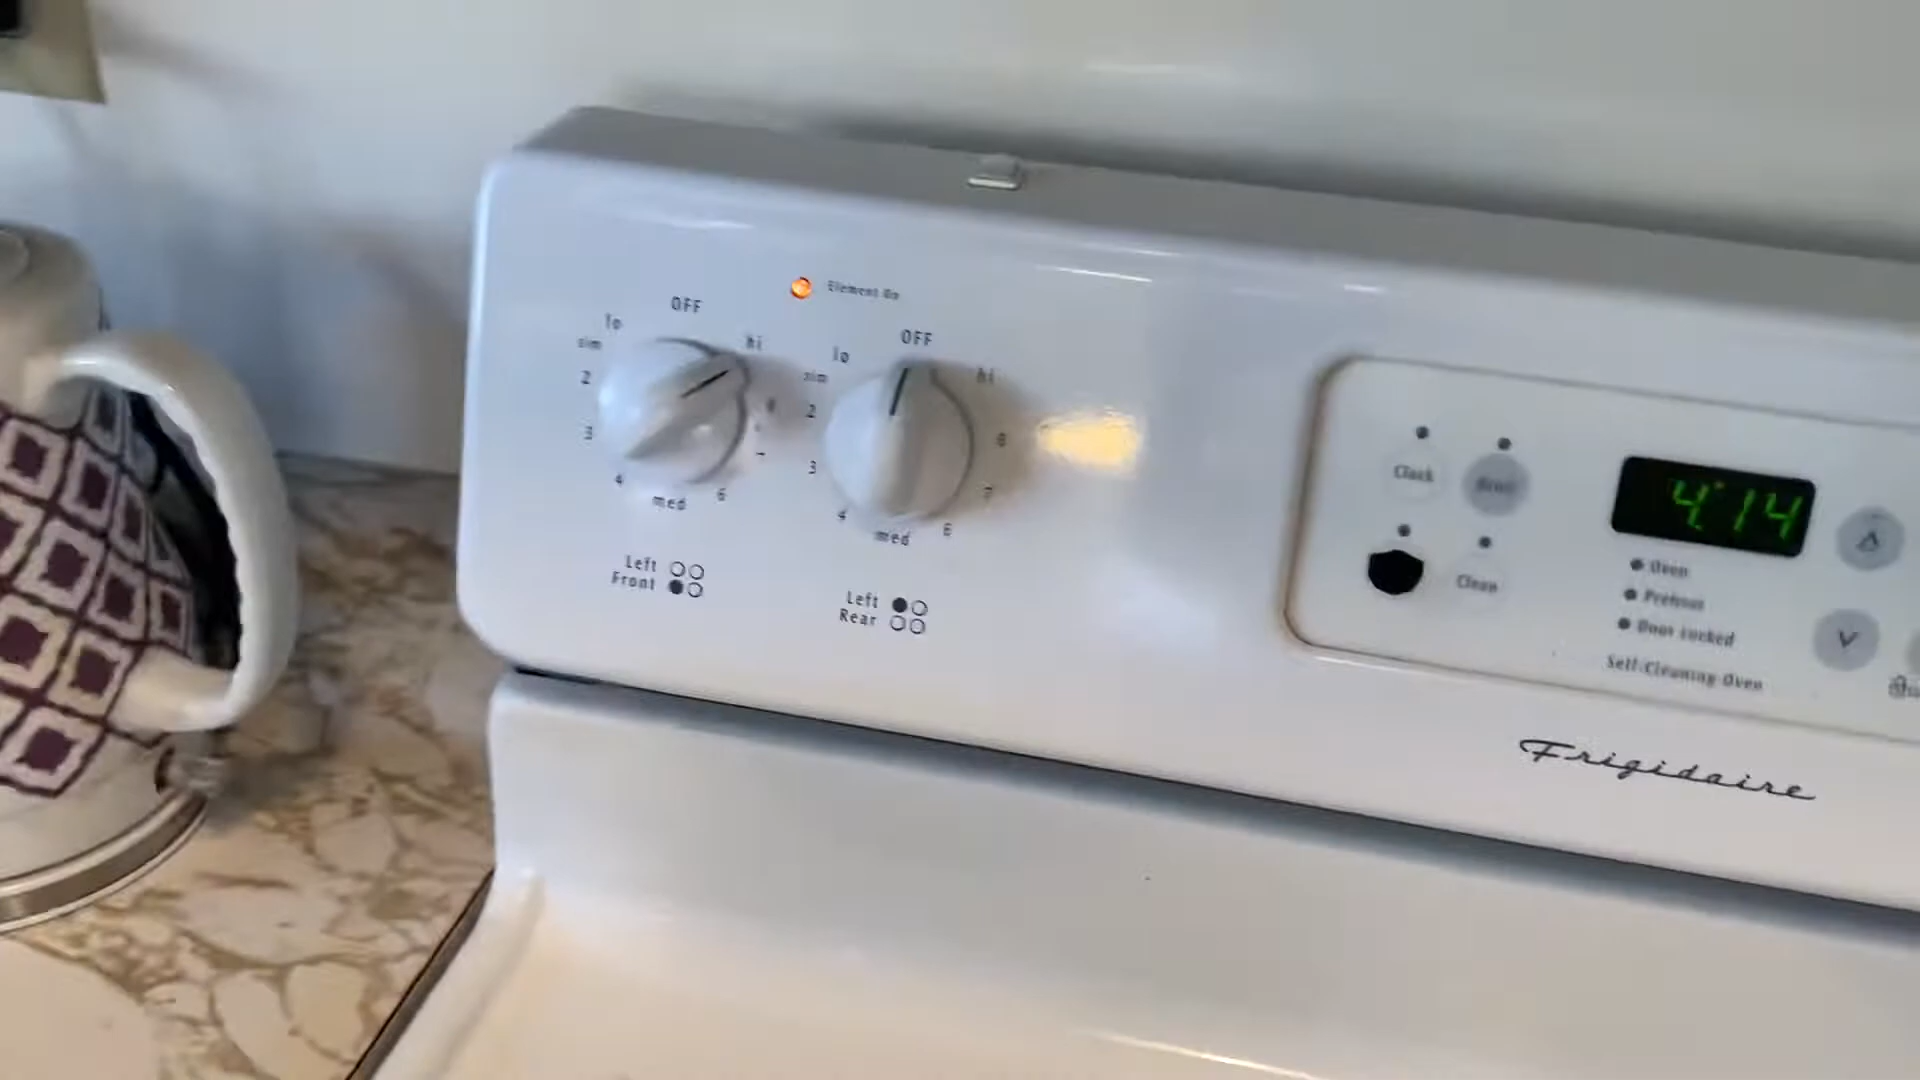 Element On
OFF
lo
hi
sim
2
3
4
med
6
OFF
lo
hi
sim
2
8
3
7
4
6
med
Left
Front
Left
Rear
Clock
Clean
4:14
Oven
Preheat
Door Locked
Self-Cleaning Oven
Frigidaire